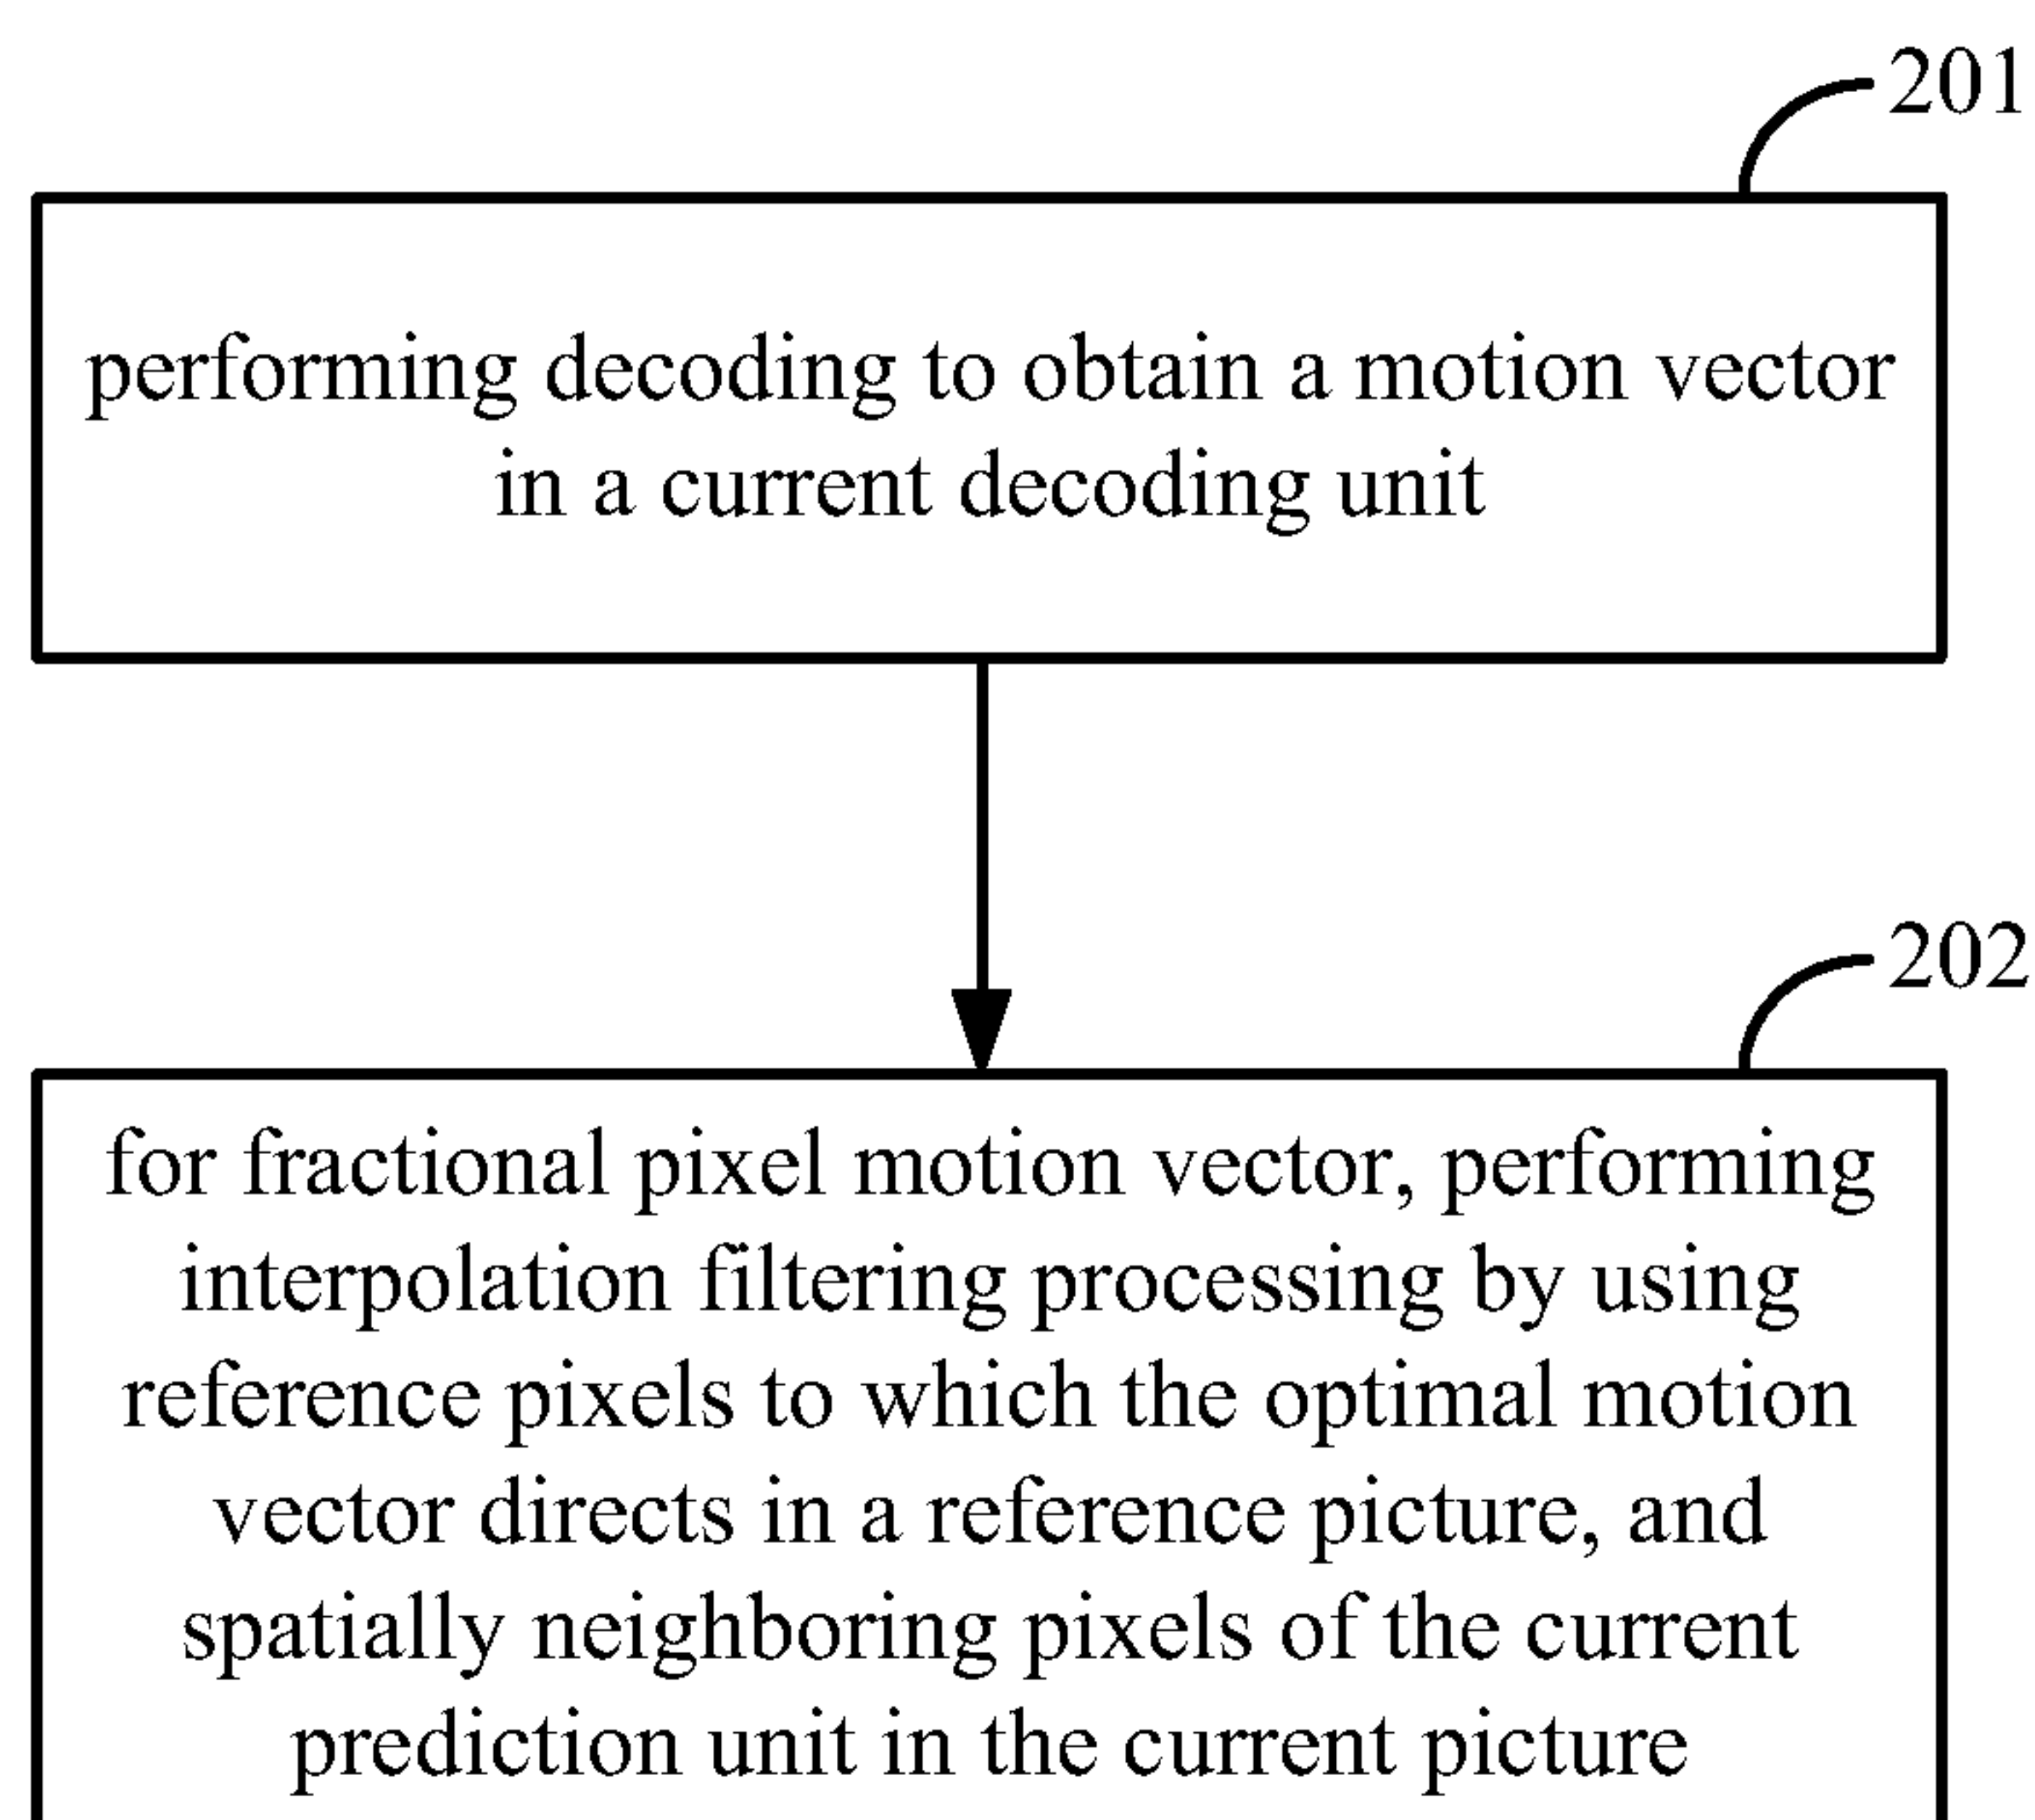 201
performing decoding to obtain a motion vector
in a current decoding unit
202
for fractional pixel motion vector, performing
interpolation filtering processing by using
reference pixels to which the optimal motion
vector directs in a reference picture, and
spatially neighboring pixels of the current
prediction unit in the current picture